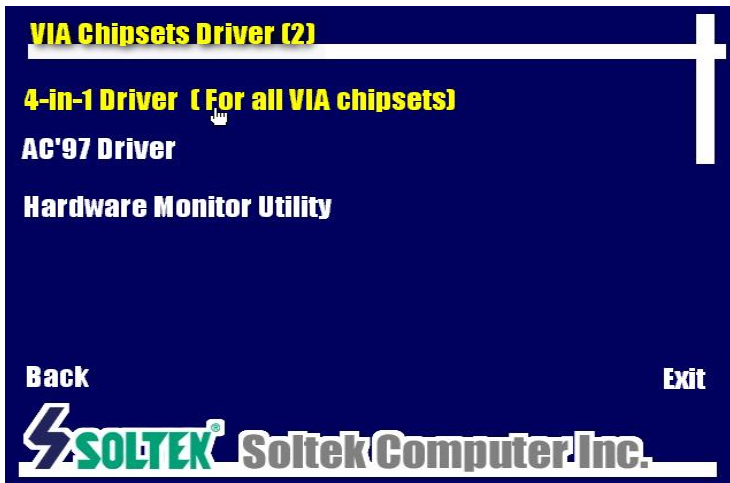 VIA Chipsets Driver (2)
4-in-1 Driver ( For all VIA chipsets)
AC'97 Driver
Hardware Monitor Utility
Back
Exit
SOLTEK® Soltek Computer Inc.